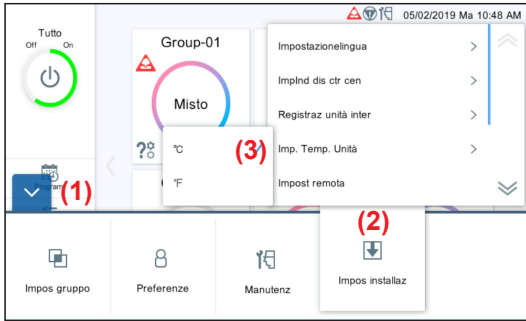 05/02/2019 Ma 10:48 AM
Tutto
Off On
Group-01
Misto
Impostazionelingua
ImpInd dis ctr cen
Registraz unità inter
Imp. Temp. Unità
Impost remota
(3)
°C
°F
(1)
(2)
Impos gruppo
Preferenze
Manutenz
Impos installaz